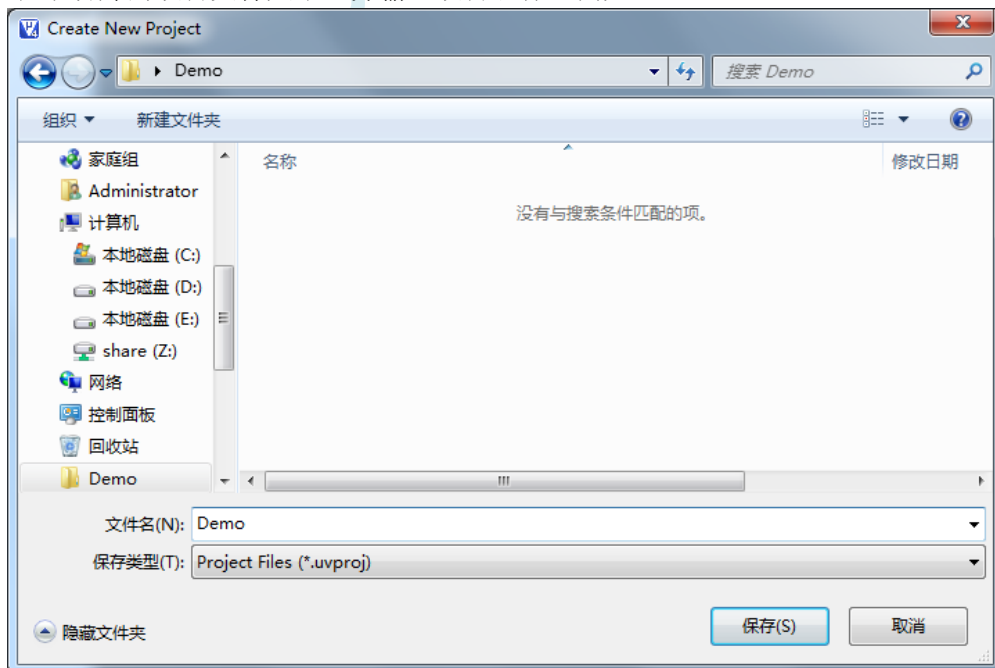 Create New Project
Demo
搜索 Demo
组织
新建文件夹
家庭组
Administrator
计算机
本地磁盘 (C:)
本地磁盘 (D:)
本地磁盘 (E:)
share (Z:)
网络
控制面板
回收站
Demo
名称
修改日期
没有与搜索条件匹配的项。
文件名(N): Demo
保存类型(T): Project Files (*.uvproj)
隐藏文件夹
保存(S)
取消